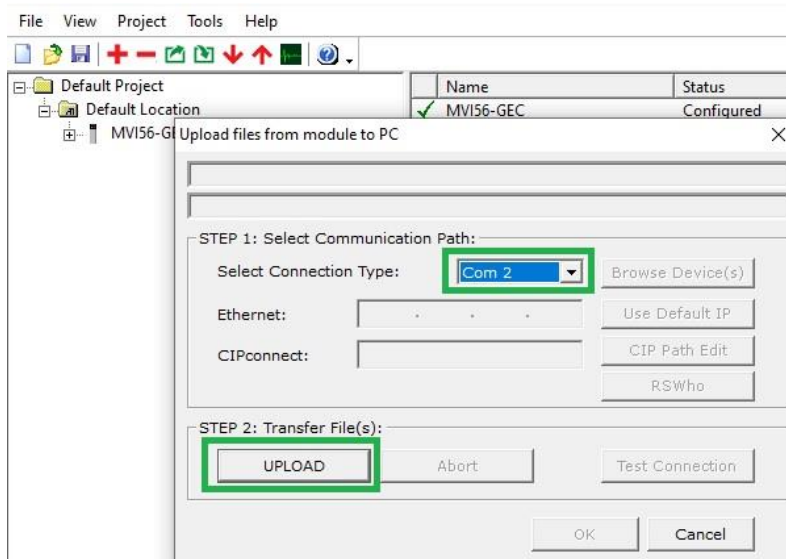 File View Project Tools Help
Default Project
Default Location
Name Status
MVI56-GEC Configured
Upload files from module to PC
STEP 1: Select Communication Path:
Select Connection Type: Com 2 Browse Device(s)
Ethernet: . . . Use Default IP
CIPconnect: CIP Path Edit
RSWho
STEP 2: Transfer File(s):
UPLOAD Abort Test Connection
OK Cancel